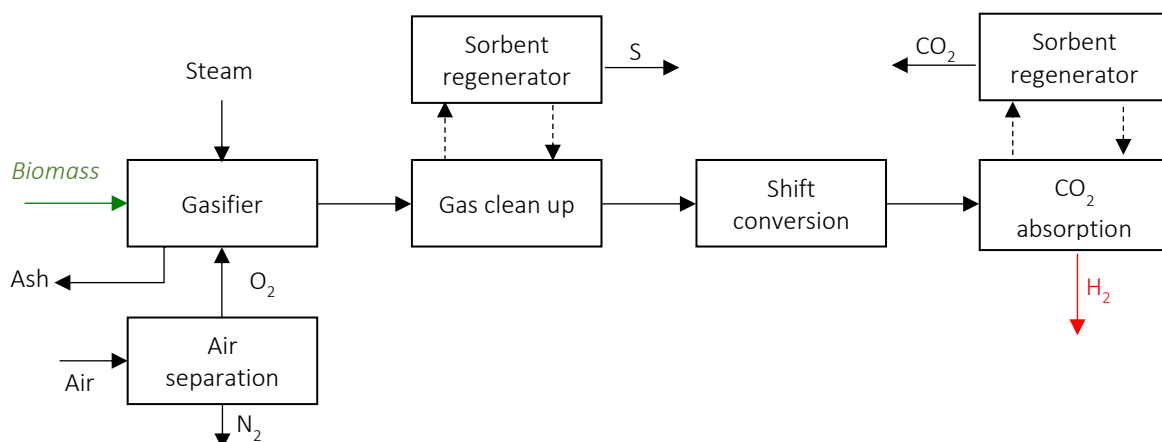 Sorbent
regenerator
S
CO₂
Sorbent
regenerator
Steam
Biomass
Gasifier
Gas clean up
Shift
conversion
CO₂
absorption
Ash
O₂
H₂
Air
separation
Air
N₂